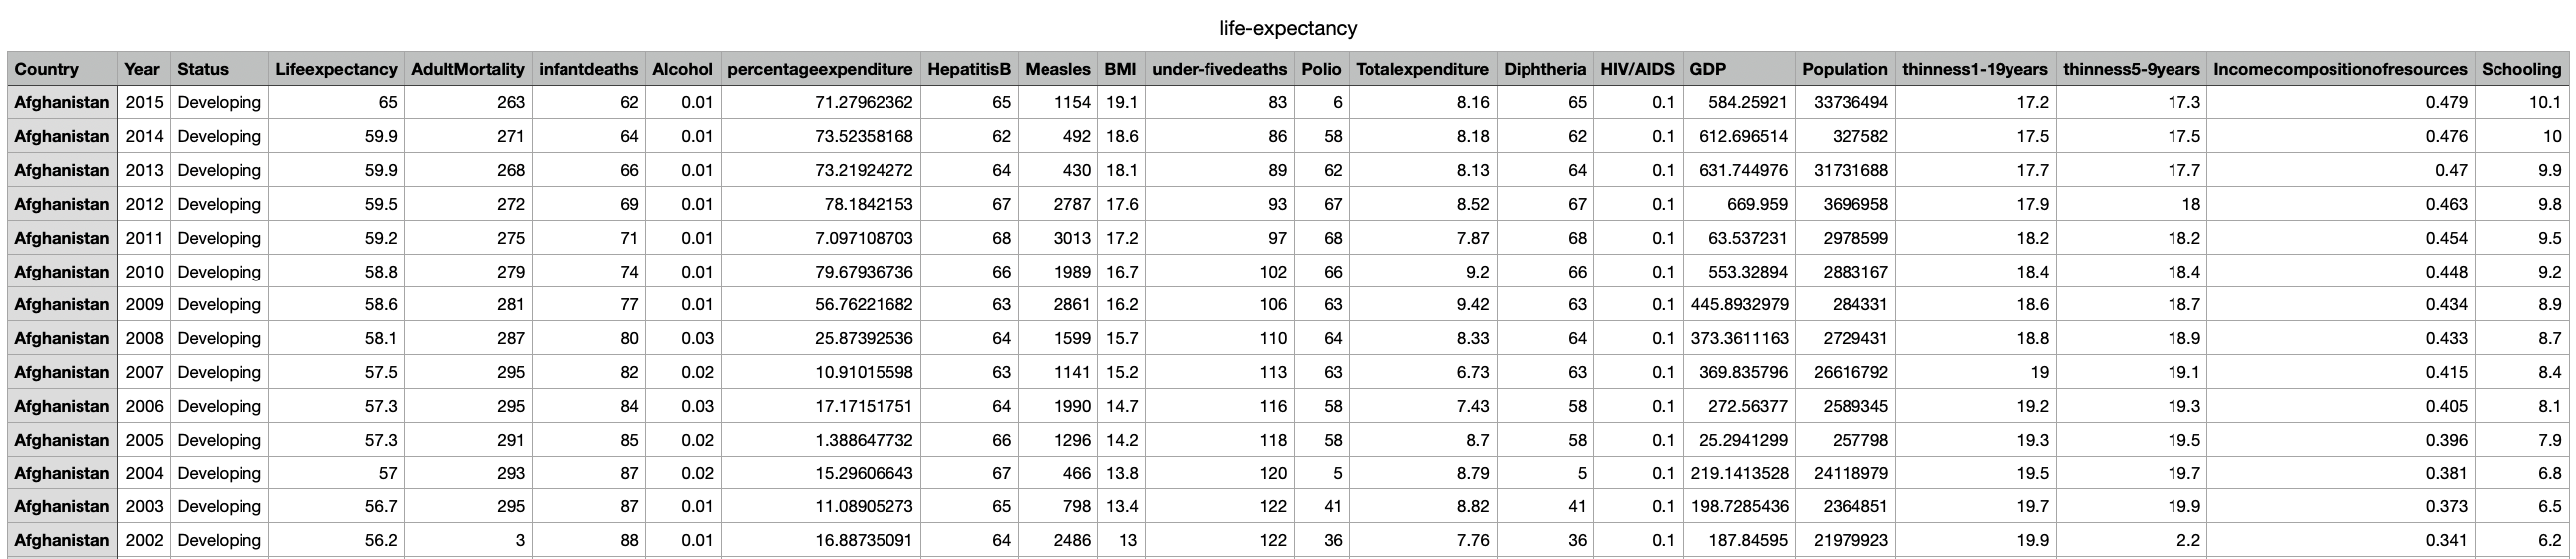 life-expectancy
Country Year Status Lifeexpectancy AdultMortality infantdeaths Alcohol percentageexpenditure HepatitisB Measles BMI under-fivedeaths Polio Totalexpenditure Diphtheria HIV/AIDS GDP Population thinness1-19years thinness5-9years Incomecompositionofresources Schooling
Afghanistan 2015 Developing 65 263 62 0.01 71.27962362 65 1154 19.1 83 6 8.16 65 0.1 584.25921 33736494 17.2 17.3 0.479 10.1
Afghanistan 2014 Developing 59.9 271 64 0.01 73.52358168 62 492 18.6 86 58 8.18 62 0.1 612.696514 327582 17.5 17.5 0.476 10
Afghanistan 2013 Developing 59.9 268 66 0.01 73.21924272 64 430 18.1 89 62 8.13 64 0.1 631.744976 31731688 17.7 17.7 0.47 9.9
Afghanistan 2012 Developing 59.5 272 69 0.01 78.1842153 67 2787 17.6 93 67 8.52 67 0.1 669.959 3696958 17.9 18 0.463 9.8
Afghanistan 2011 Developing 59.2 275 71 0.01 7.097108703 68 3013 17.2 97 68 7.87 68 0.1 63.537231 2978599 18.2 18.2 0.454 9.5
Afghanistan 2010 Developing 58.8 279 74 0.01 79.67936736 66 1989 16.7 102 66 9.2 66 0.1 553.32894 2883167 18.4 18.4 0.448 9.2
Afghanistan 2009 Developing 58.6 281 77 0.01 56.76221682 63 2861 16.2 106 63 9.42 63 0.1 445.8932979 284331 18.6 18.7 0.434 8.9
Afghanistan 2008 Developing 58.1 287 80 0.03 25.87392536 64 1599 15.7 110 64 8.33 64 0.1 373.3611163 2729431 18.8 18.9 0.433 8.7
Afghanistan 2007 Developing 57.5 295 82 0.02 10.91015598 63 1141 15.2 113 63 6.73 63 0.1 369.835796 26616792 19 19.1 0.415 8.4
Afghanistan 2006 Developing 57.3 295 84 0.03 17.17151751 64 1990 14.7 116 58 7.43 58 0.1 272.56377 2589345 19.2 19.3 0.405 8.1
Afghanistan 2005 Developing 57.3 291 85 0.02 1.388647732 66 1296 14.2 118 58 8.7 58 0.1 25.2941299 257798 19.3 19.5 0.396 7.9
Afghanistan 2004 Developing 57 293 87 0.02 15.29606643 67 466 13.8 120 5 8.79 5 0.1 219.1413528 24118979 19.5 19.7 0.381 6.8
Afghanistan 2003 Developing 56.7 295 87 0.01 11.08905273 65 798 13.4 122 41 8.82 41 0.1 198.7285436 2364851 19.7 19.9 0.373 6.5
Afghanistan 2002 Developing 56.2 3 88 0.01 16.88735091 64 2486 13 122 36 7.76 36 0.1 187.84595 21979923 19.9 2.2 0.341 6.2